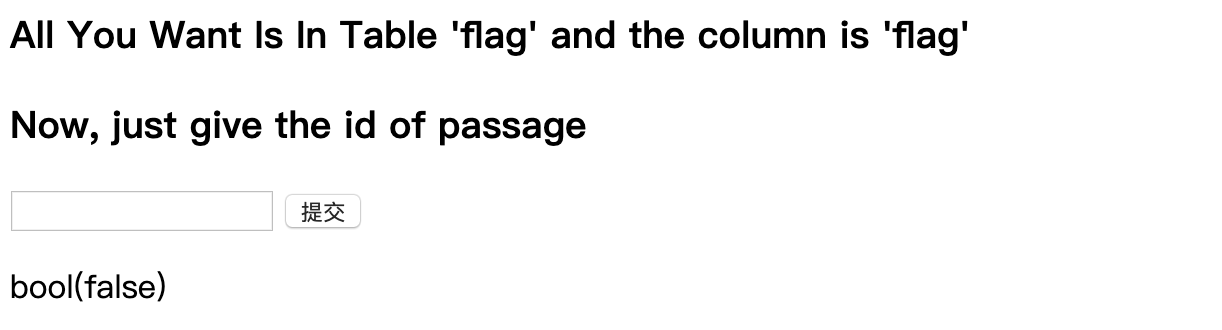 All You Want Is In Table 'flag' and the column is 'flag'
Now, just give the id of passage
提交
bool(false)